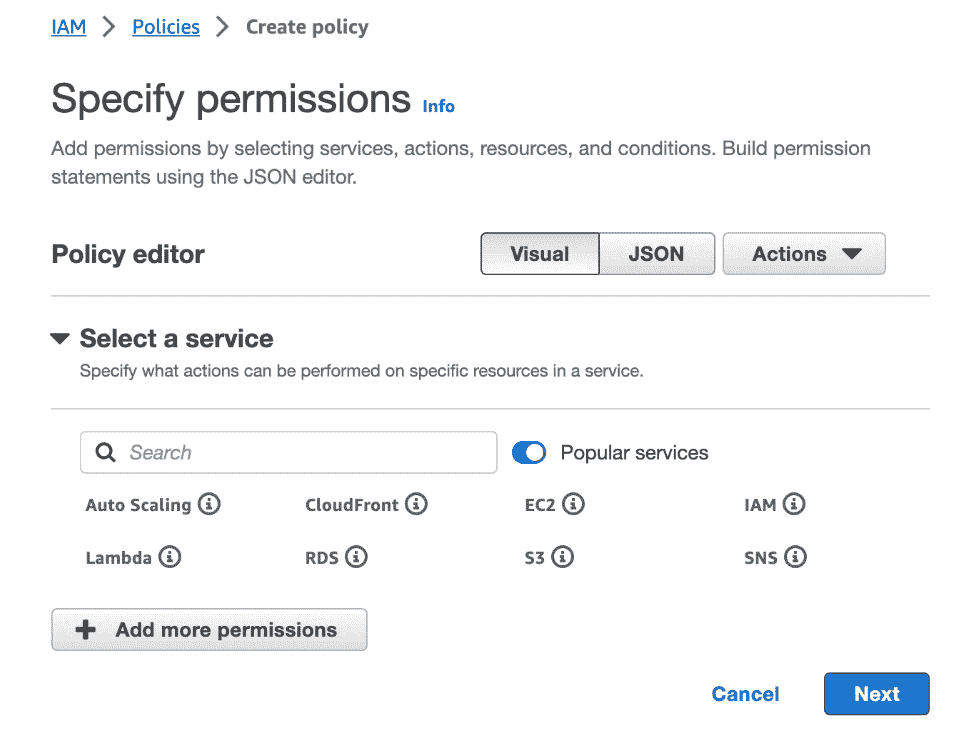 IAM > Policies > Create policy
Specify permissions Info
Add permissions by selecting services, actions, resources, and conditions. Build permission
statements using the JSON editor.
Policy editor Visual JSON Actions
Select a service
Specify what actions can be performed on specific resources in a service.
Search Popular services
Auto Scaling CloudFront EC2 IAM
Lambda RDS S3 SNS
Add more permissions
Cancel Next